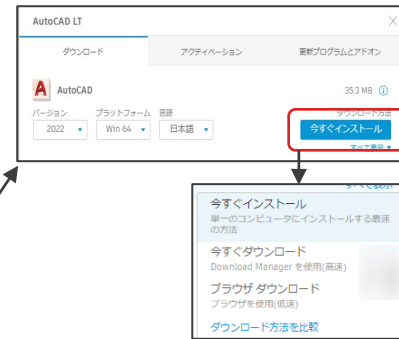 AutoCAD LT
ダウンロード
アクティベーション
更新プログラムとアドオン
AutoCAD
35.3 MB
バージョン プラットフォーム 言語
ダウンロード方法
2022 Win 64 日本語
今すぐインストール
すべて表示
すべて表示
今すぐインストール
単一のコンピュータにインストールする最速
の方法
今すぐダウンロード
Download Manager を使用(高速)
ブラウザ ダウンロード
ブラウザを使用(低速)
ダウンロード方法を比較